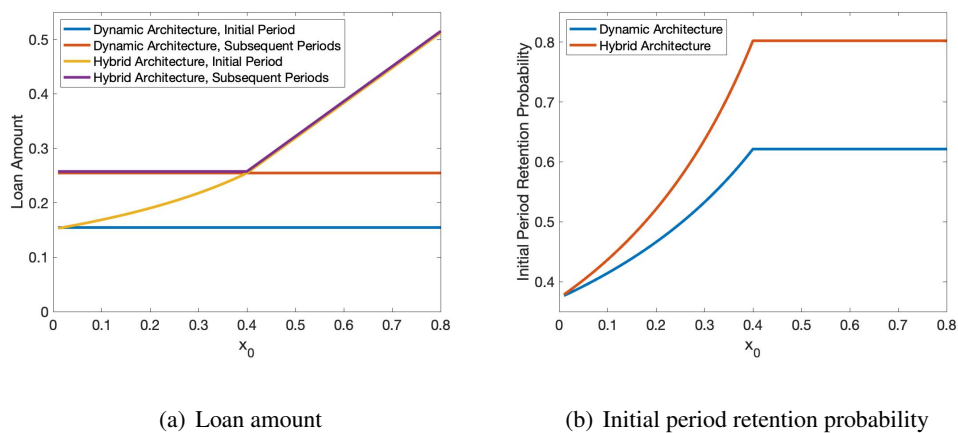 Dynamic Architecture, Initial Period
Dynamic Architecture, Subsequent Periods
Hybrid Architecture, Initial Period
Hybrid Architecture, Subsequent Periods
Loan Amount
0.5
0.4
0.3
0.2
0.1
0
0 0.1 0.2 0.3 0.4 0.5 0.6 0.7 0.8
x0
(a) Loan amount
Dynamic Architecture
Hybrid Architecture
Initial Period Retention Probability
0.8
0.7
0.6
0.5
0.4
0 0.1 0.2 0.3 0.4 0.5 0.6 0.7 0.8
x0
(b) Initial period retention probability